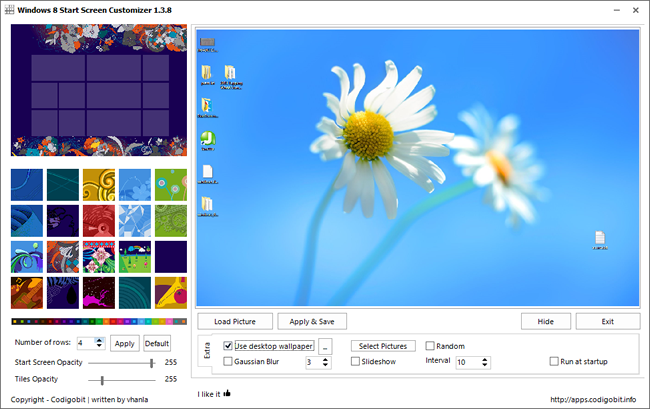 Windows 8 Start Screen Customizer 1.3.8
Load Picture
Apply & Save
Hide
Exit
Number of rows:
4
Apply
Default
Start Screen Opacity
255
Tiles Opacity
255
Extra
Use desktop wallpaper
...
Select Pictures
Random
Gaussian Blur
3
Slideshow
Interval
10
Run at startup
I like it
Copyright - Codigobit | written by vhanla
http://apps.codigobit.info